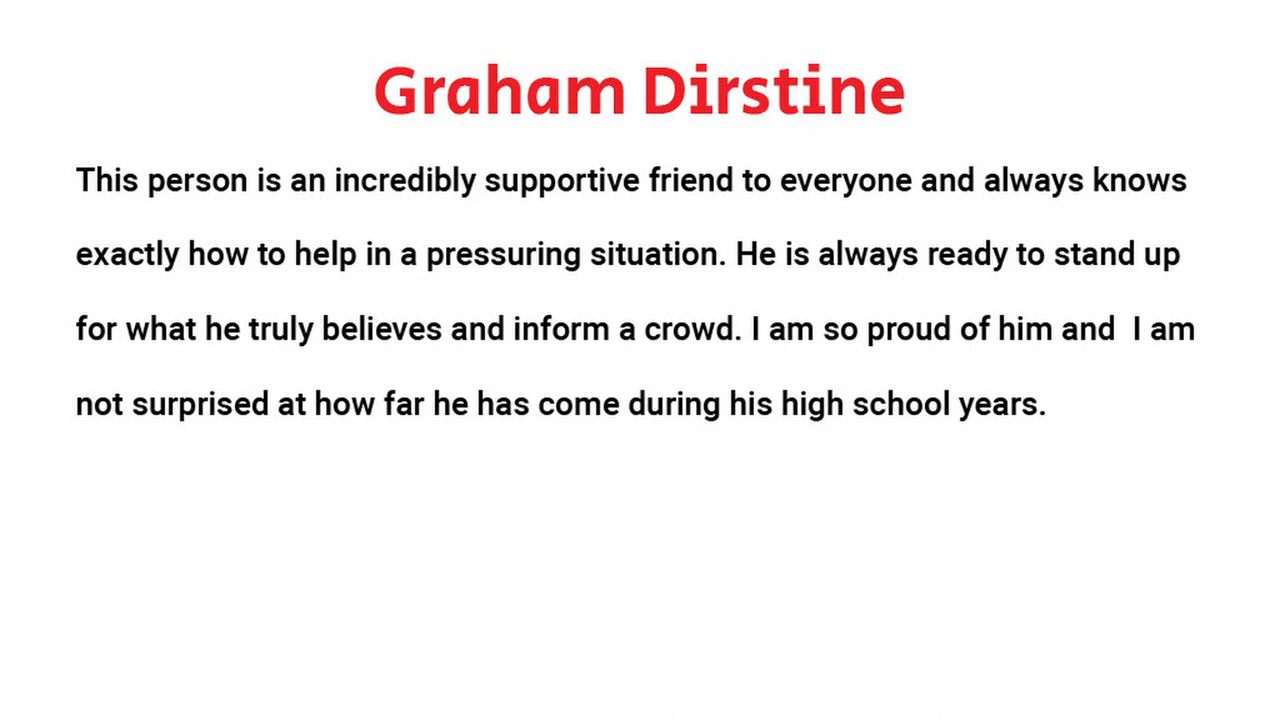 Graham Dirstine
This person is an incredibly supportive friend to everyone and always knows
exactly how to help in a pressuring situation. He is always ready to stand up
for what he truly believes and inform a crowd. I am so proud of him and  I am
not surprised at how far he has come during his high school years.